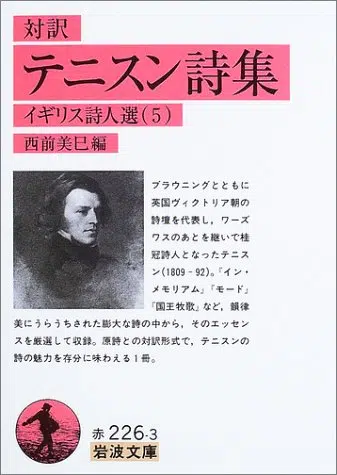 対訳
テニスン詩集
イギリス詩人選(5)
西前美巳編
ブラウニングとともに
英国ヴィクトリア朝の
詩壇を代表し，ワーズ
ワスのあとを継いで桂
冠詩人となったテニス
ン(1809‐92)。『イン・
メモリアム』『モード』
『国王牧歌』など，韻律
美にうらうちされた膨大な詩の中から，そのエッセン
スを厳選して収録。原詩との対訳形式で，テニスンの
詩の魅力を存分に味わえる1冊。
赤 226-3
岩波文庫